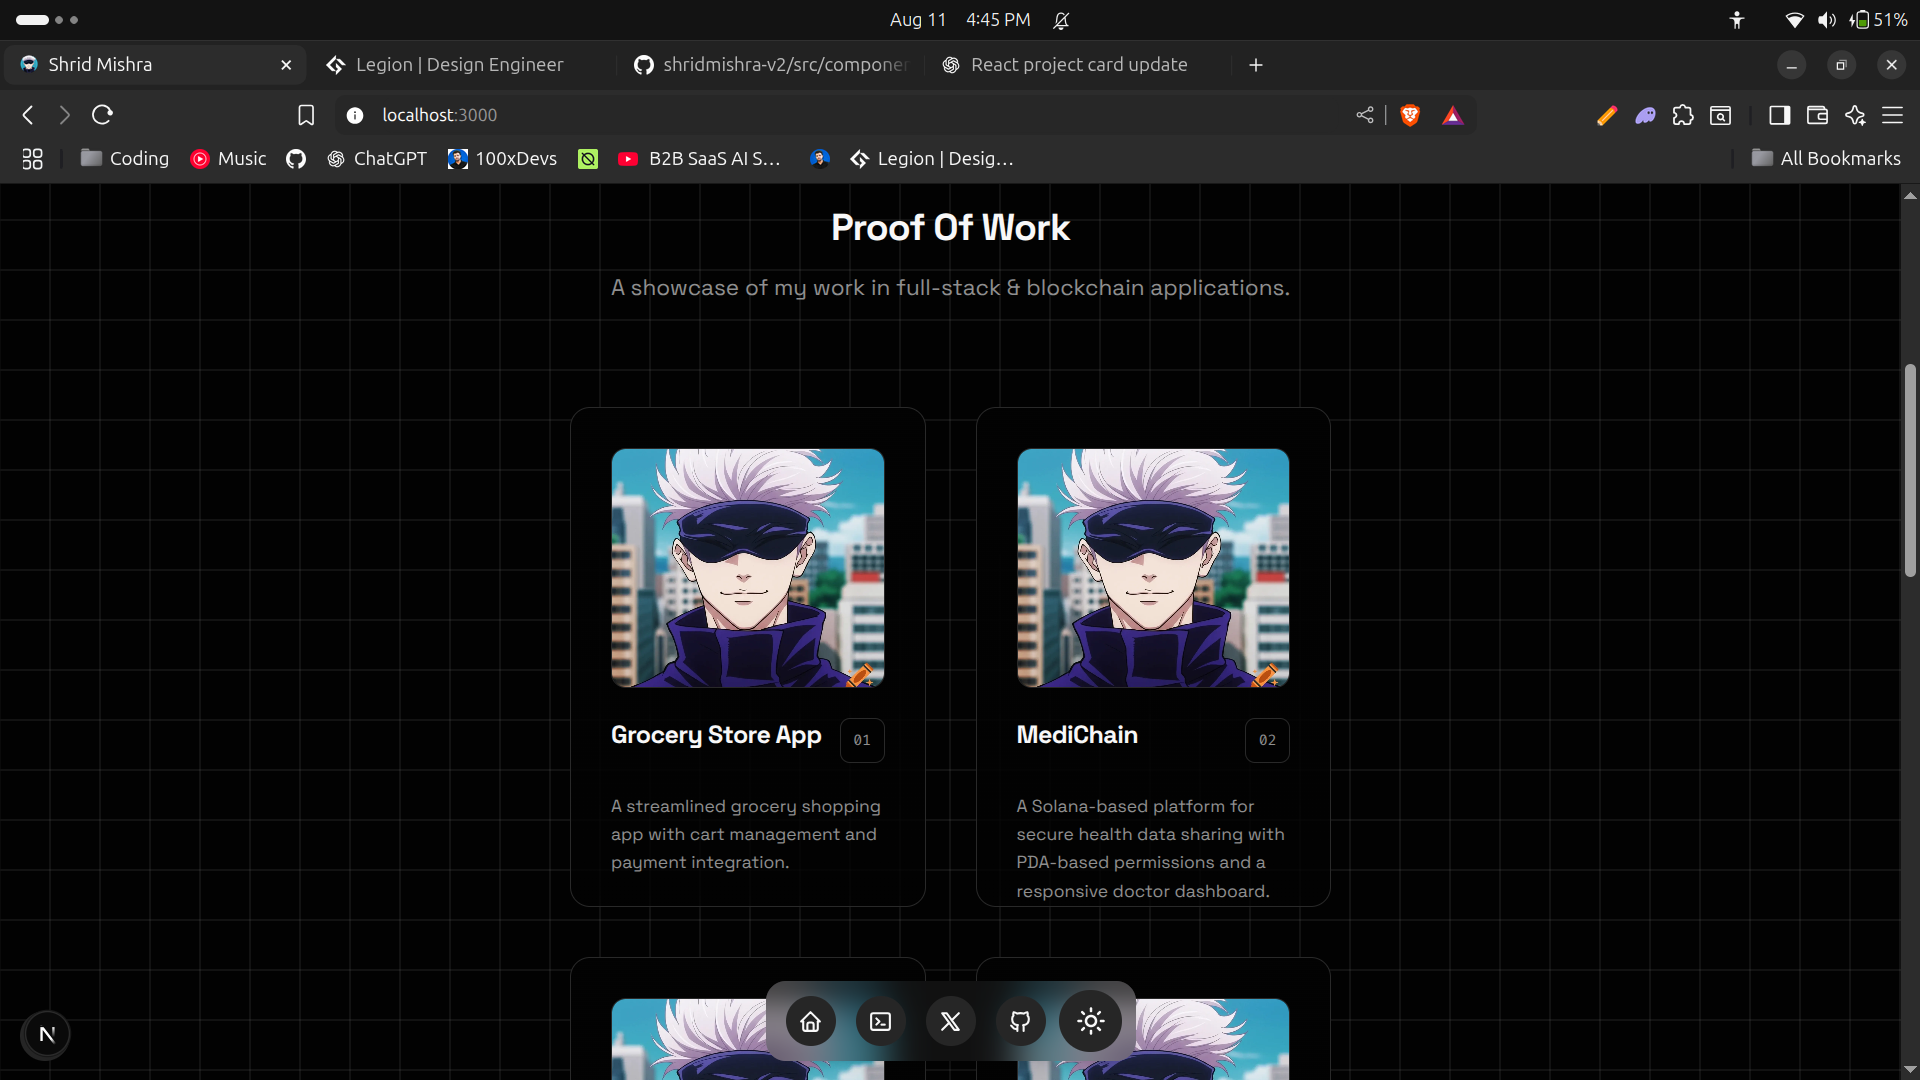 Aug 11 4:45 PM
51%
Shrid Mishra
Legion | Design Engineer
shridmishra-v2/src/componen
React project card update
localhost:3000
Coding
Music
ChatGPT
100xDevs
B2B SaaS AI S...
Legion | Desig...
All Bookmarks
Proof Of Work
A showcase of my work in full-stack & blockchain applications.
Grocery Store App
01
A streamlined grocery shopping
app with cart management and
payment integration.
MediChain
02
A Solana-based platform for
secure health data sharing with
PDA-based permissions and a
responsive doctor dashboard.
N